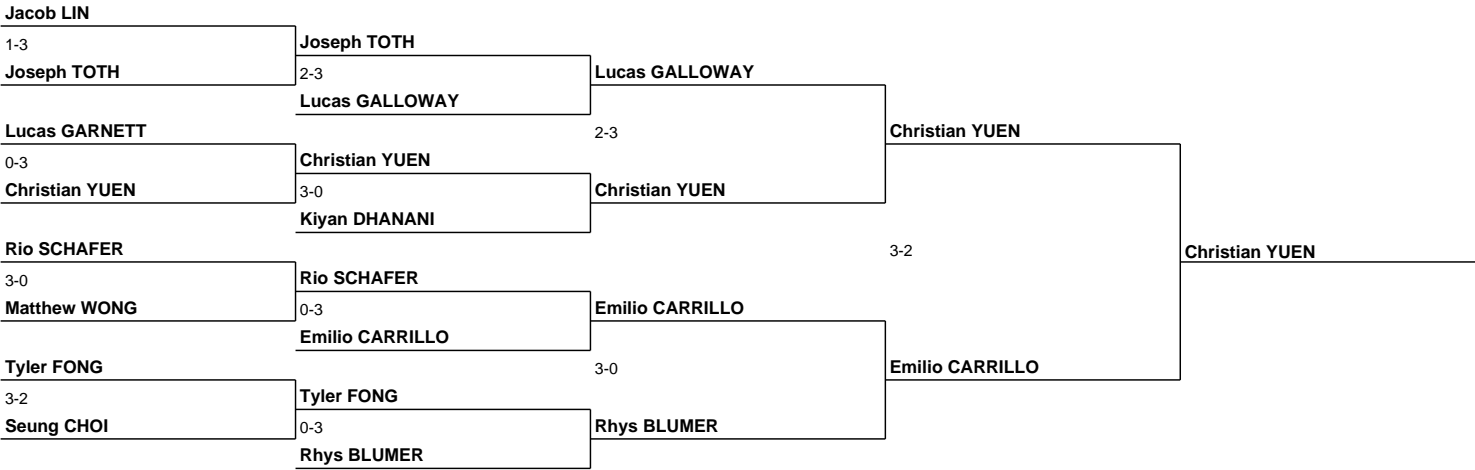 Jacob LIN
1-3
Joseph TOTH
Lucas GARNETT
0-3
Christian YUEN
Rio SCHAFER
3-0
Matthew WONG
Tyler FONG
3-2
Seung CHOI
Joseph TOTH
2-3
Lucas GALLOWAY
Christian YUEN
3-0
Kiyan DHANANI
Rio SCHAFER
0-3
Emilio CARRILLO
Tyler FONG
0-3
Rhys BLUMER
Lucas GALLOWAY
2-3
Christian YUEN
Emilio CARRILLO
3-0
Rhys BLUMER
Christian YUEN
3-2
Emilio CARRILLO
Christian YUEN